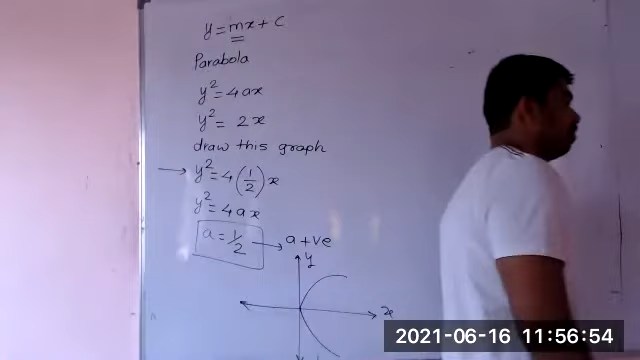 y = mx + c
Parabola
y² = 4ax
y² = 2x
draw this graph
→ y² = 4(1/2)x
y² = 4ax
a = 1/2 → a +ve
y
x
2021-06-16 11:56:54